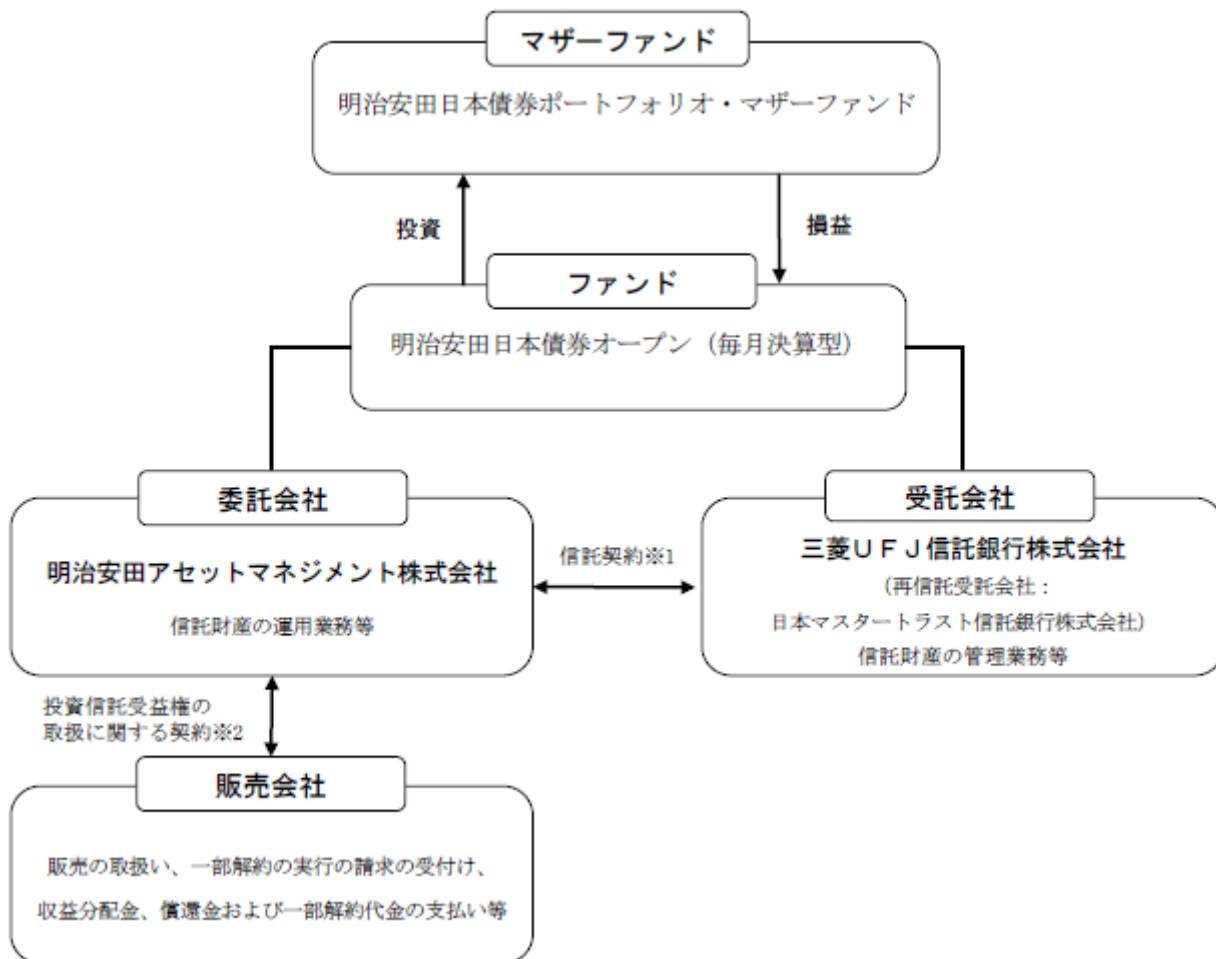 マザーファンド
明治安田日本債券ポートフォリオ・マザーファンド
投資
損益
ファンド
明治安田日本債券オープン（毎月決算型）
委託会社
明治安田アセットマネジメント株式会社
信託財産の運用業務等
信託契約※1
受託会社
三菱ＵＦＪ信託銀行株式会社
（再信託受託会社：
日本マスタートラスト信託銀行株式会社）
信託財産の管理業務等
投資信託受益権の
取扱に関する契約※2
販売会社
販売の取扱い、一部解約の実行の請求の受付け、
収益分配金、償還金および一部解約代金の支払い等